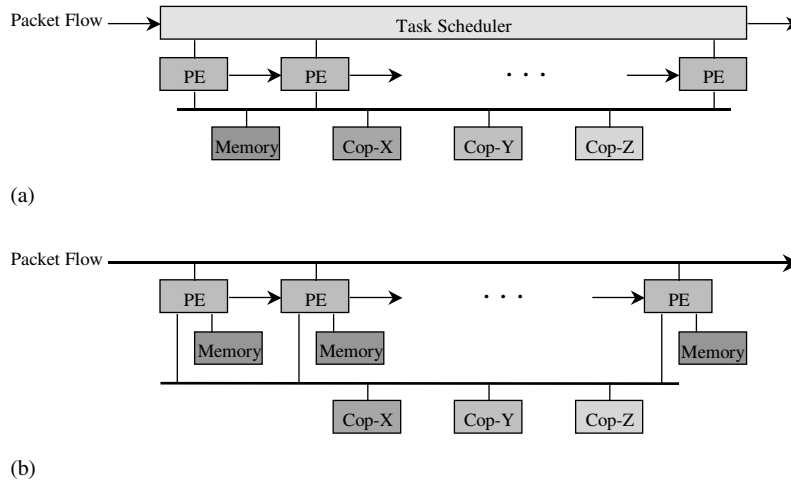 Packet Flow
Task Scheduler
PE PE . . . PE
Memory Cop-X Cop-Y Cop-Z
(a)
Packet Flow
PE PE . . . PE
Memory Memory Memory
Cop-X Cop-Y Cop-Z
(b)